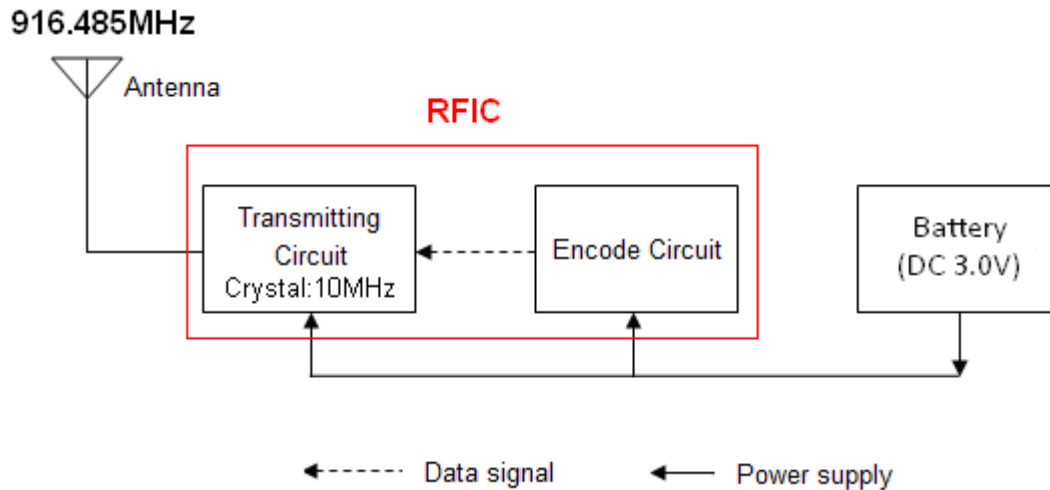 916.485MHz
Antenna
RFIC
Transmitting
Circuit
Crystal:10MHz
Encode Circuit
Battery
(DC 3.0V)
Data signal
Power supply